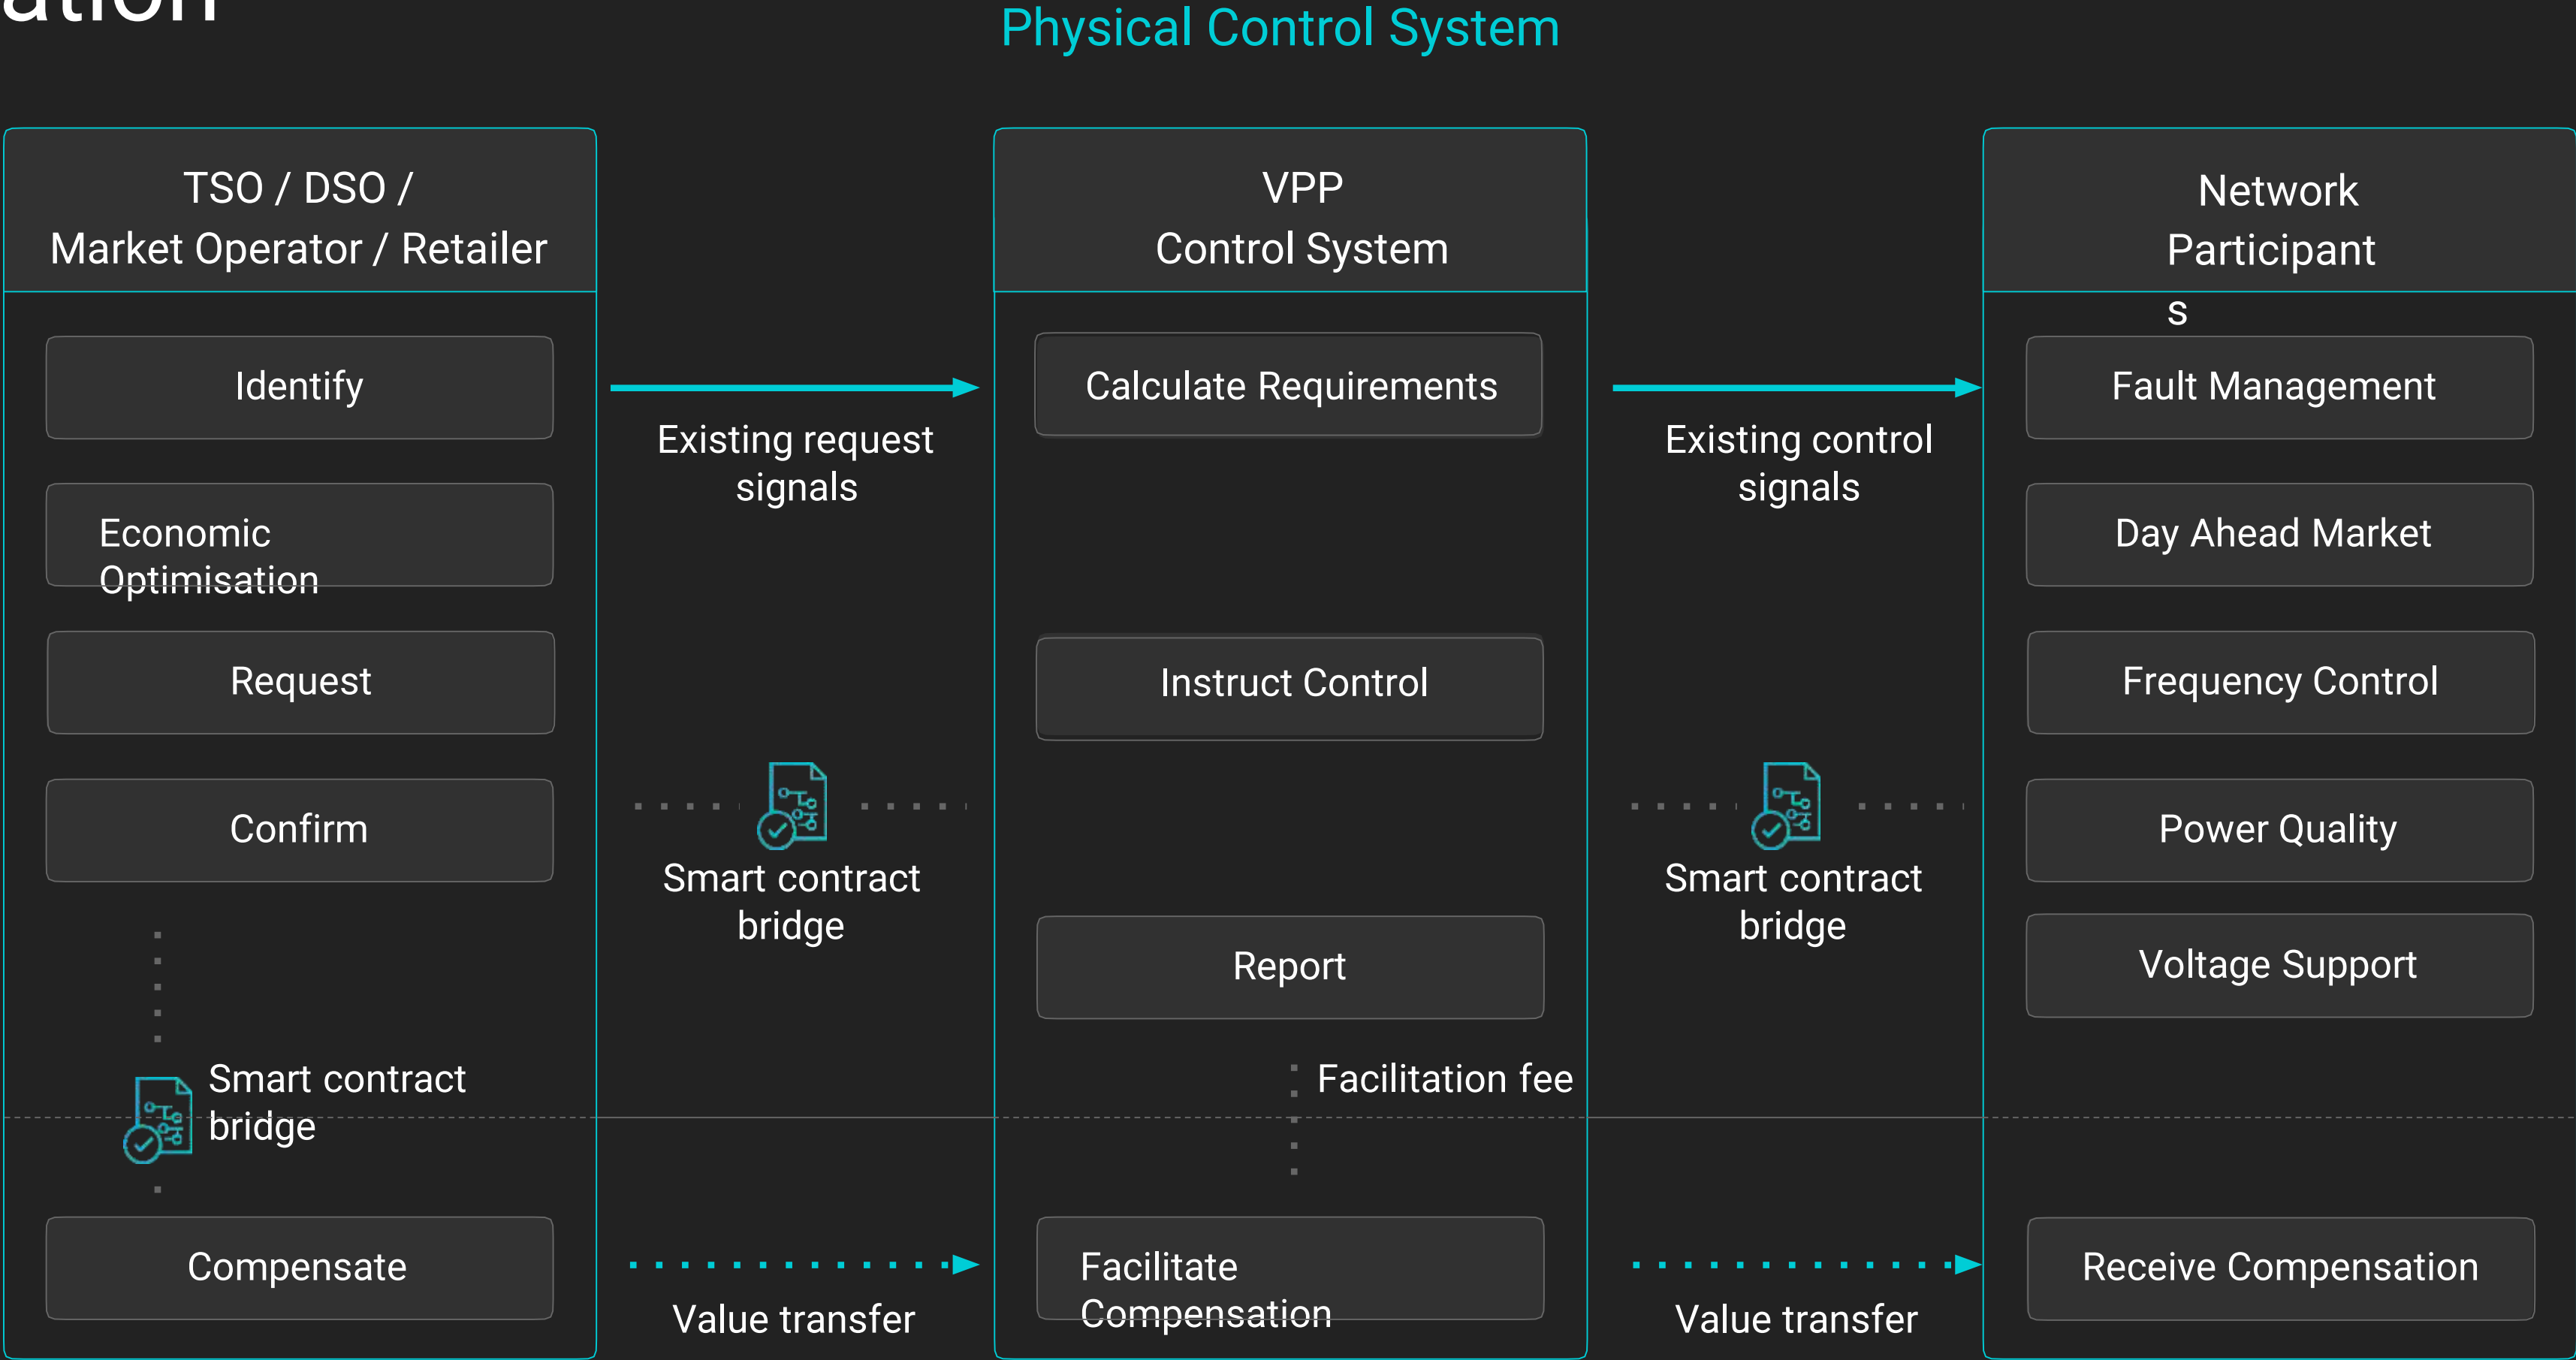 ation
Physical Control System
TSO / DSO /
Market Operator / Retailer
Identify
Economic
Optimisation
Request
Confirm
Smart contract
bridge
Compensate
Existing request
signals
Smart contract
bridge
Value transfer
VPP
Control System
Calculate Requirements
Instruct Control
Report
Facilitation fee
Facilitate
Compensation
Existing control
signals
Smart contract
bridge
Value transfer
Network
Participant
s
Fault Management
Day Ahead Market
Frequency Control
Power Quality
Voltage Support
Receive Compensation